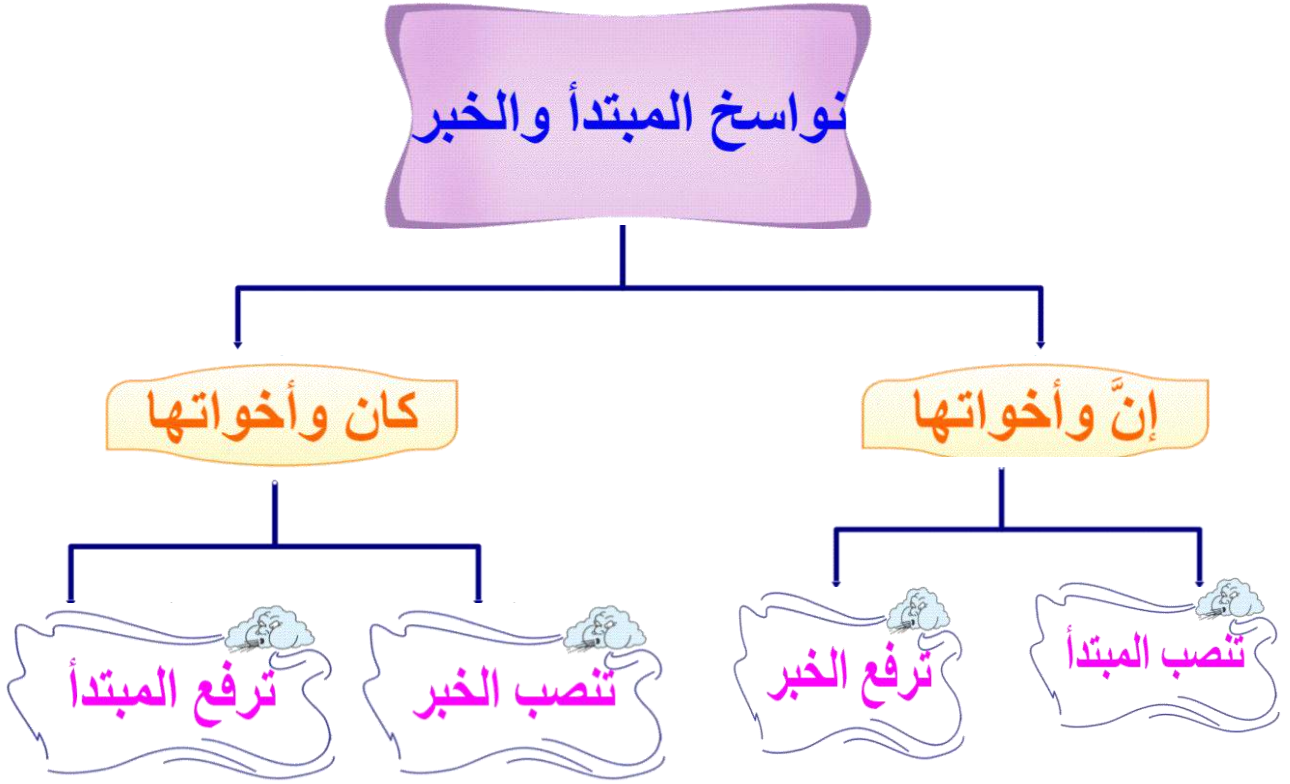 نواسخ المبتدأ والخبر
إنَّ وأخواتها
كان وأخواتها
تنصب المبتدأ
ترفع الخبر
تنصب الخبر
ترفع المبتدأ